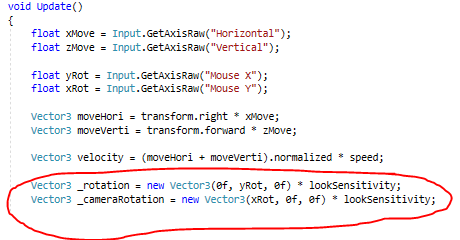 void Update()
{
float xMove = Input.GetAxisRaw("Horizontal");
float zMove = Input.GetAxisRaw("Vertical");
float yRot = Input.GetAxisRaw("Mouse X");
float xRot = Input.GetAxisRaw("Mouse Y");
Vector3 moveHori = transform.right * xMove;
Vector3 moveVerti = transform.forward * zMove;
Vector3 velocity = (moveHori + moveVerti).normalized * speed;
Vector3 _rotation = new Vector3(0f, yRot, 0f) * lookSensitivity;
Vector3 _cameraRotation = new Vector3(xRot, 0f, 0f) * lookSensitivity;